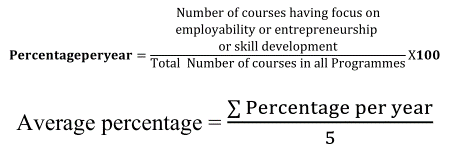 Number of courses having focus on
employability or entrepreneurship
or skill development
Percentageperyear = X100
Total Number of courses in all Programmes
∑ Percentage per year
Average percentage =
5